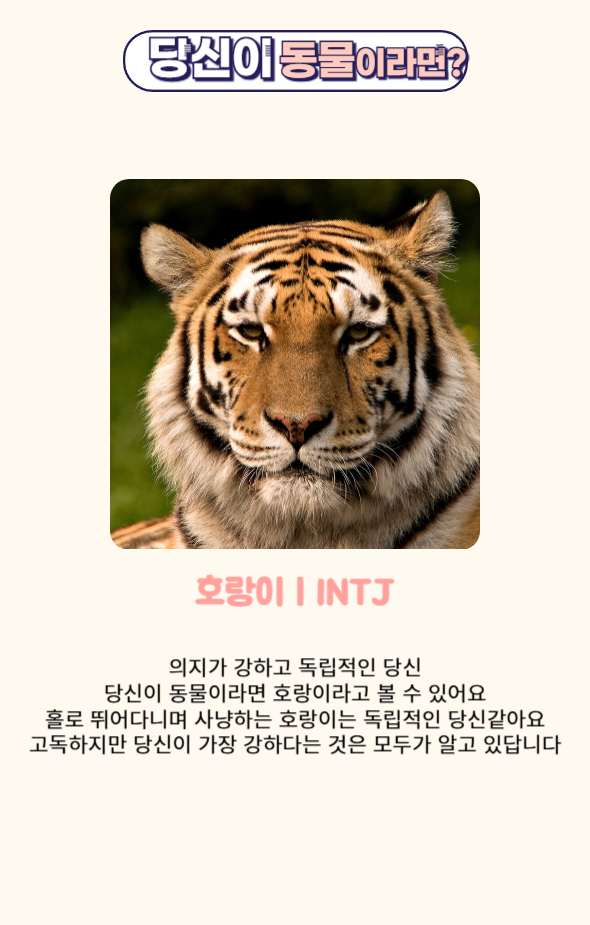 당신이 동물이라면?
호랑이 | INTJ
의지가 강하고 독립적인 당신
당신이 동물이라면 호랑이라고 볼 수 있어요
홀로 뛰어다니며 사냥하는 호랑이는 독립적인 당신같아요
고독하지만 당신이 가장 강하다는 것은 모두가 알고 있답니다